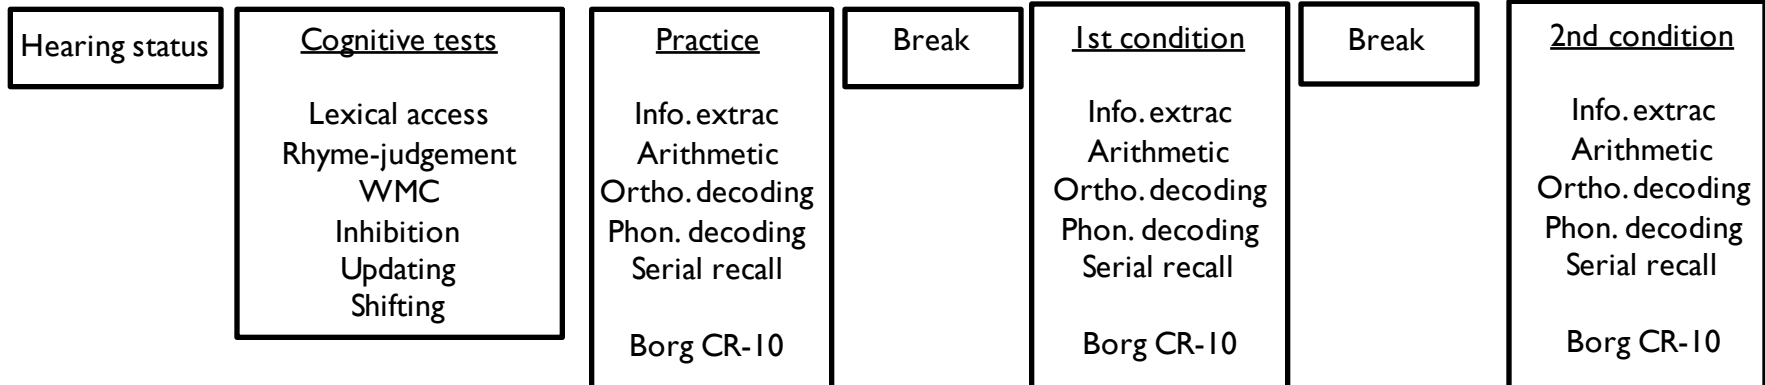 Hearing status
Cognitive tests
Lexical access
Rhyme-judgement
WMC
Inhibition
Updating
Shifting
Practice
Info. extrac
Arithmetic
Ortho. decoding
Phon. decoding
Serial recall
Borg CR-10
Break
1st condition
Info. extrac
Arithmetic
Ortho. decoding
Phon. decoding
Serial recall
Borg CR-10
Break
2nd condition
Info. extrac
Arithmetic
Ortho. decoding
Phon. decoding
Serial recall
Borg CR-10